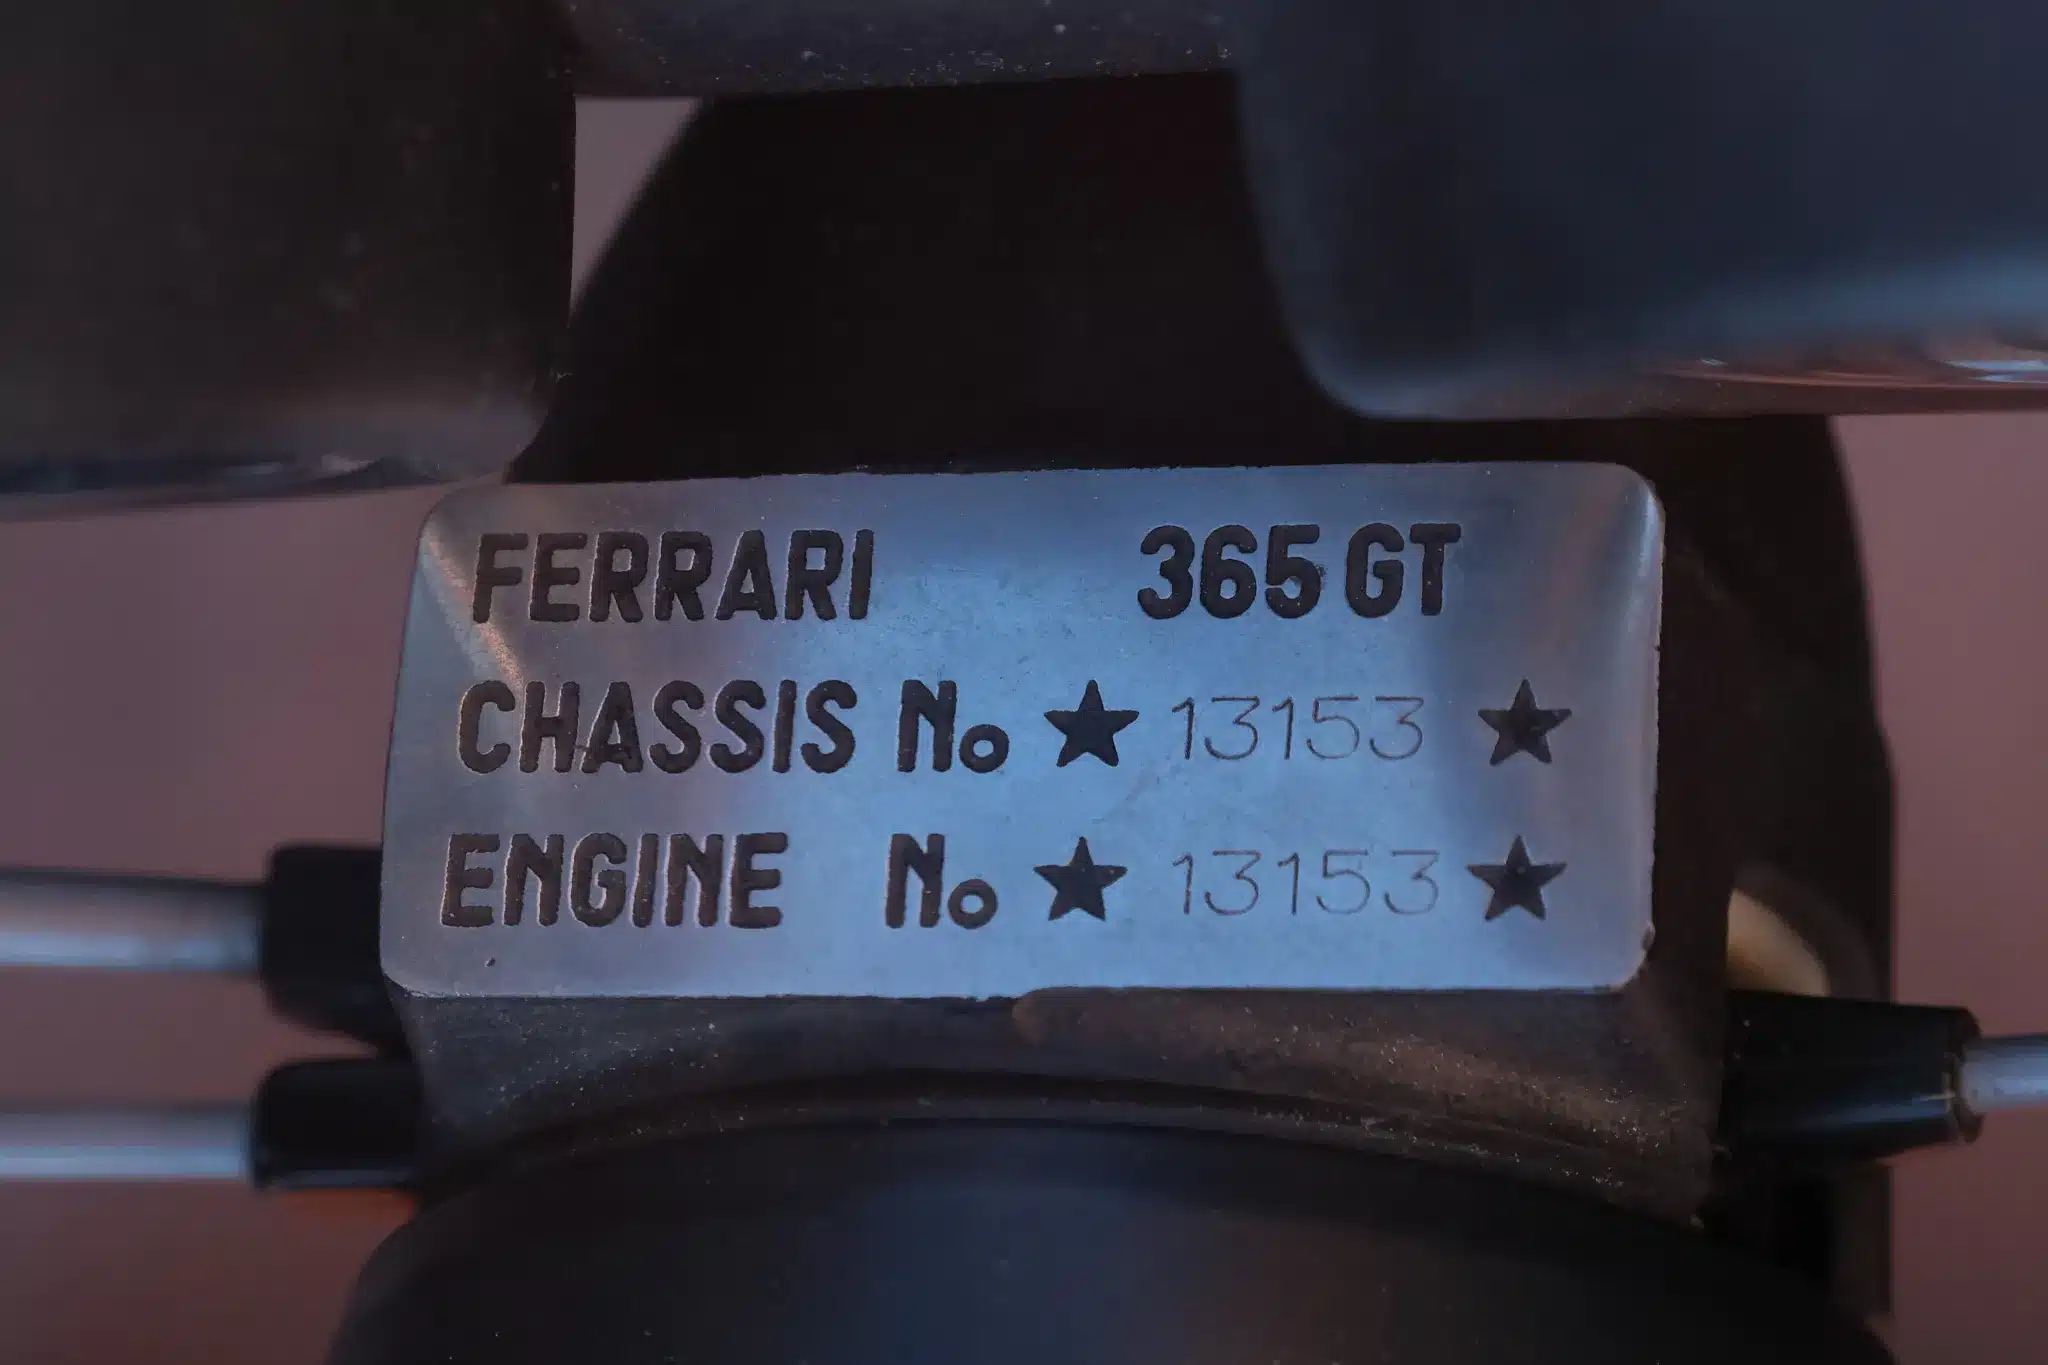 FERRARI 365 GT
CHASSIS No ★ 13153 ★
ENGINE No ★ 13153 ★